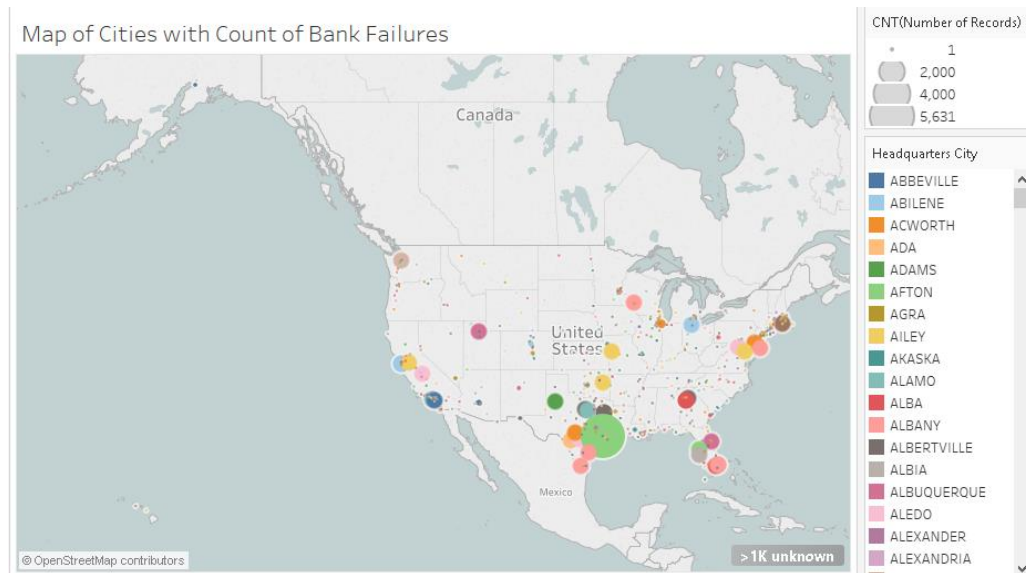 Map of Cities with Count of Bank Failures
Canada
United
States
Mexico
© OpenStreetMap contributors
>1K unknown
CNT(Number of Records)
1
2,000
4,000
5,631
Headquarters City
ABBEVILLE
ABILENE
ACWORTH
ADA
ADAMS
AFTON
AGRA
AILEY
AKASKA
ALAMO
ALBA
ALBANY
ALBERTVILLE
ALBIA
ALBUQUERQUE
ALEDO
ALEXANDER
ALEXANDRIA